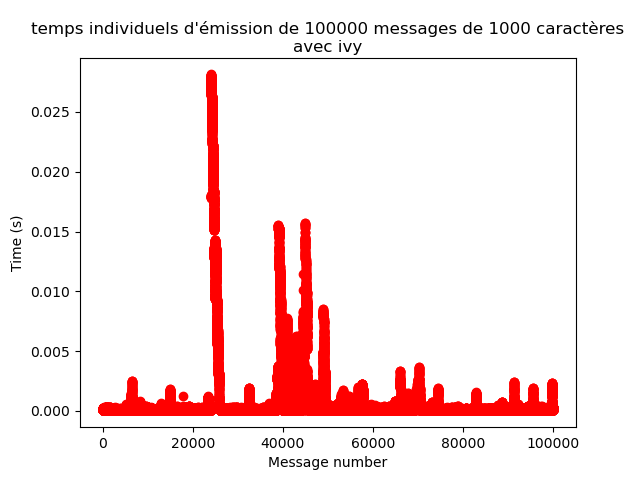 temps individuels d'émission de 100000 messages de 1000 caractères
avec ivy
0.025
0.020
0.015
0.010
0.005
0.000
Time (s)
0 20000 40000 60000 80000 100000
Message number